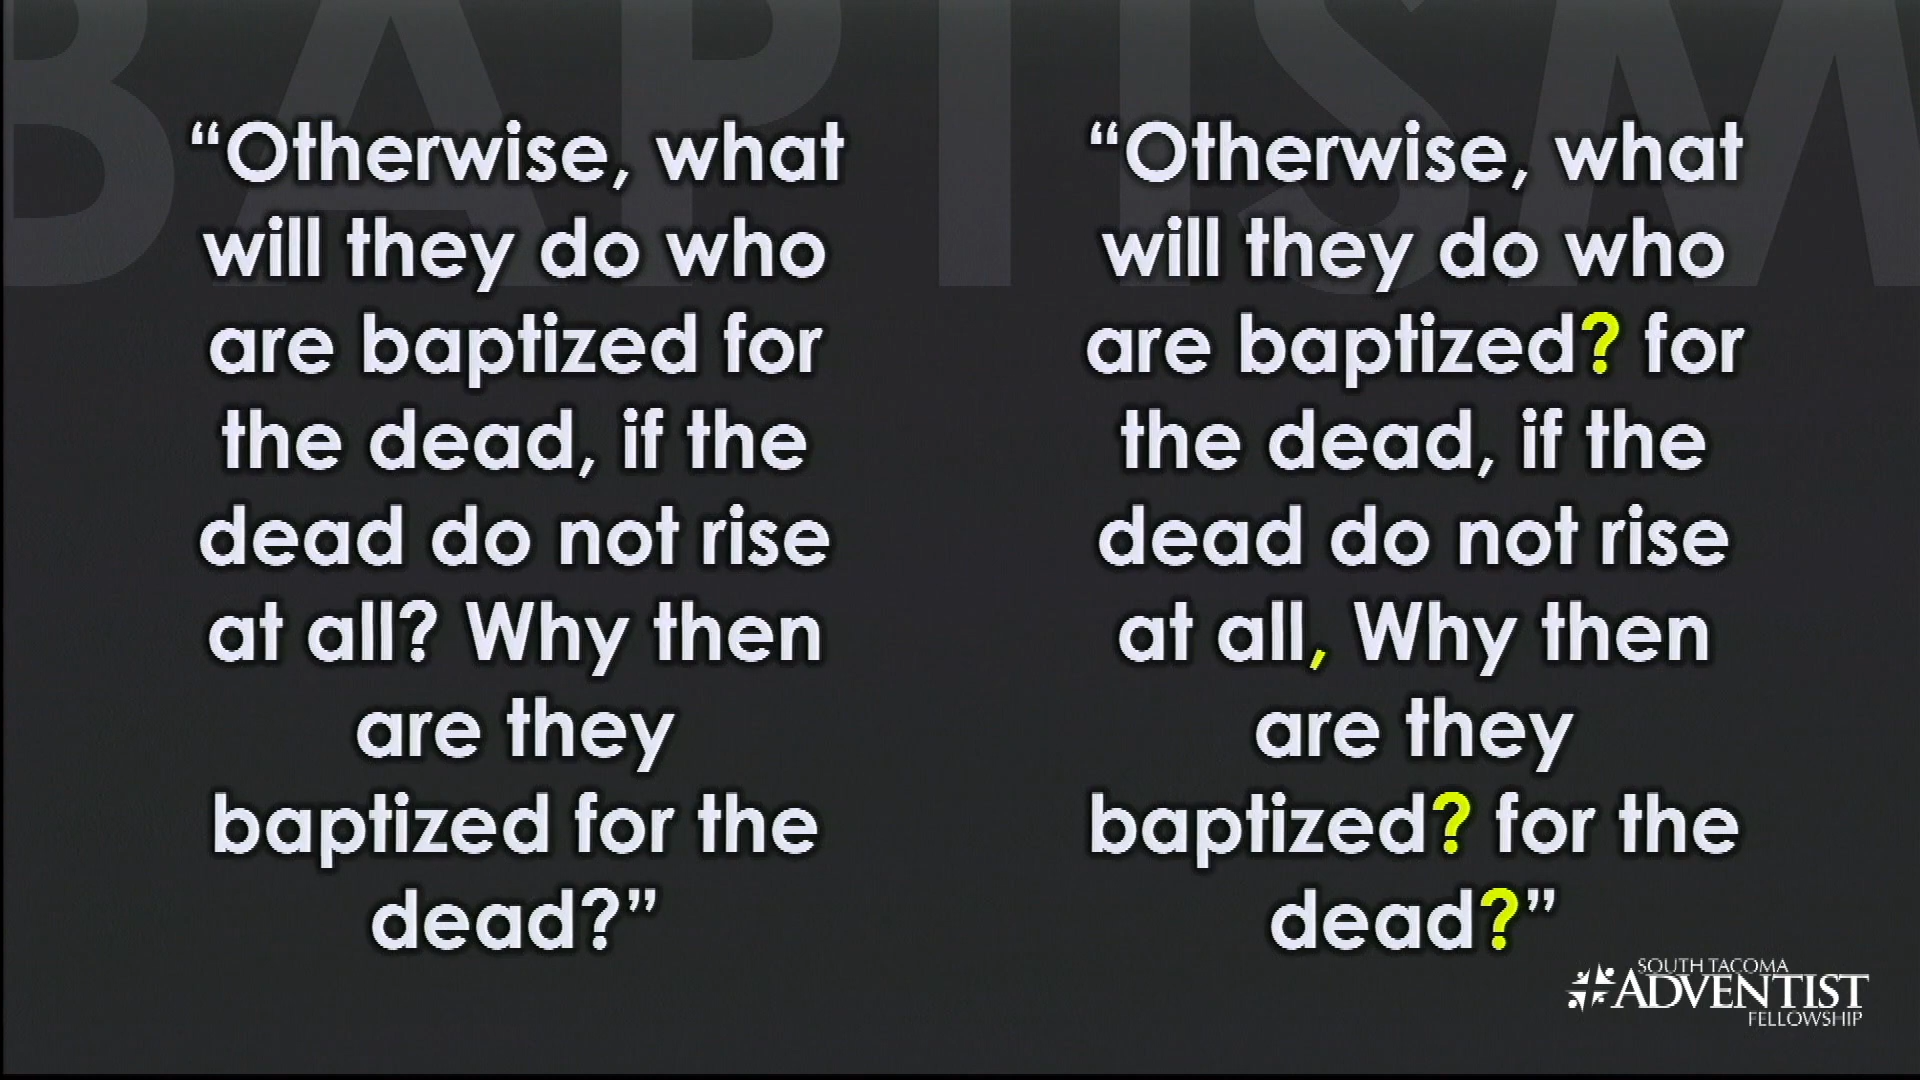 BAPTISM
“Otherwise, what
will they do who
are baptized for
the dead, if the
dead do not rise
at all? Why then
are they
baptized for the
dead?”
“Otherwise, what
will they do who
are baptized? for
the dead, if the
dead do not rise
at all, Why then
are they
baptized? for the
dead?”
SOUTH TACOMA
ADVENTIST
FELLOWSHIP